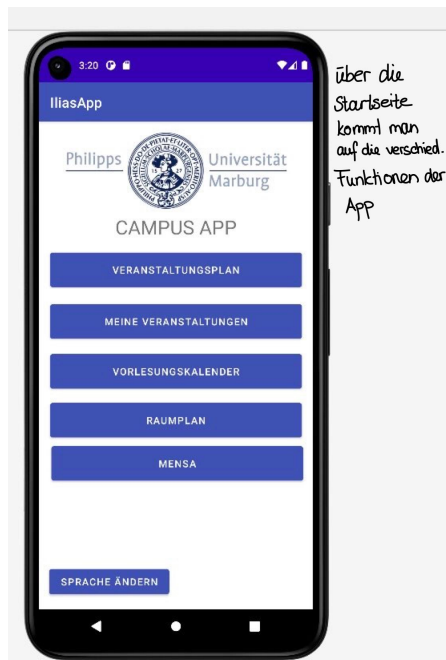 3:20
IliasApp
Philipps Universität
Marburg
CAMPUS APP
VERANSTALTUNGSPLAN
MEINE VERANSTALTUNGEN
VORLESUNGSKALENDER
RAUMPLAN
MENSA
SPRACHE ÄNDERN
über die
Startseite
kommt man
auf die verschied.
Funktionen der
App